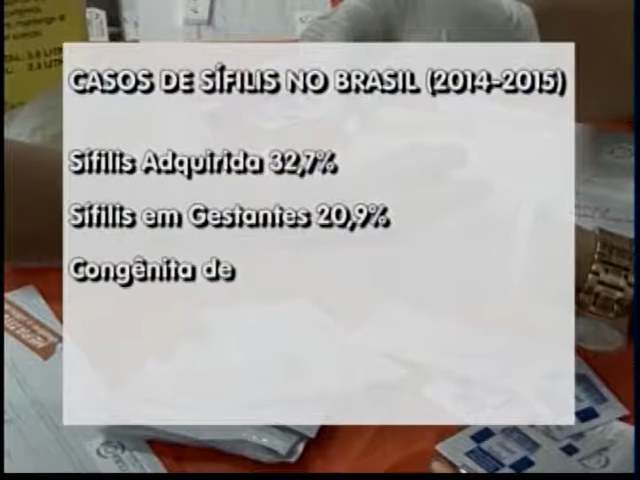 CASOS DE SÍFILIS NO BRASIL (2014-2015)
Sífilis Adquirida 32,7%
Sífilis em Gestantes 20,9%
Congênita de